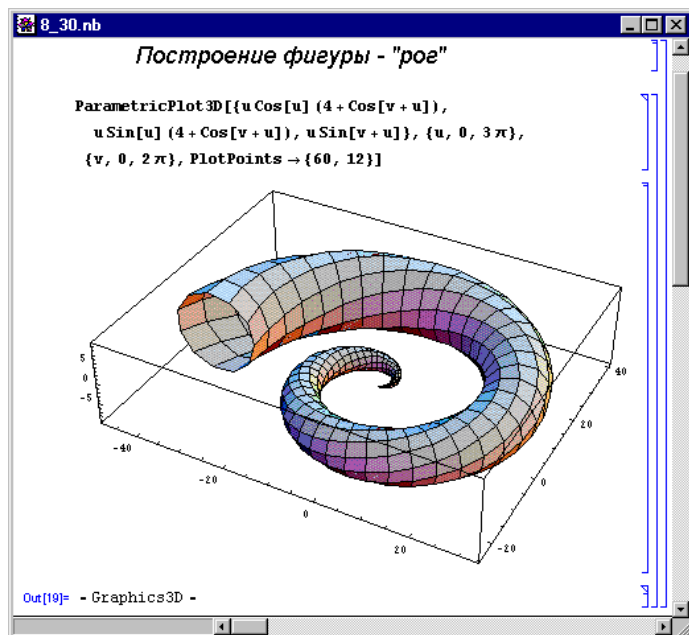 8_30.nb
Построение фигуры - "рог"
ParametricPlot3D[{u Cos[u] (4 + Cos[v + u]),
u Sin[u] (4 + Cos[v + u]), u Sin[v + u]}, {u, 0, 3 π},
{v, 0, 2 π}, PlotPoints → {60, 12}]
5
0
-5
-40
-20
0
20
-20
0
20
40
Out[19]= - Graphics3D -